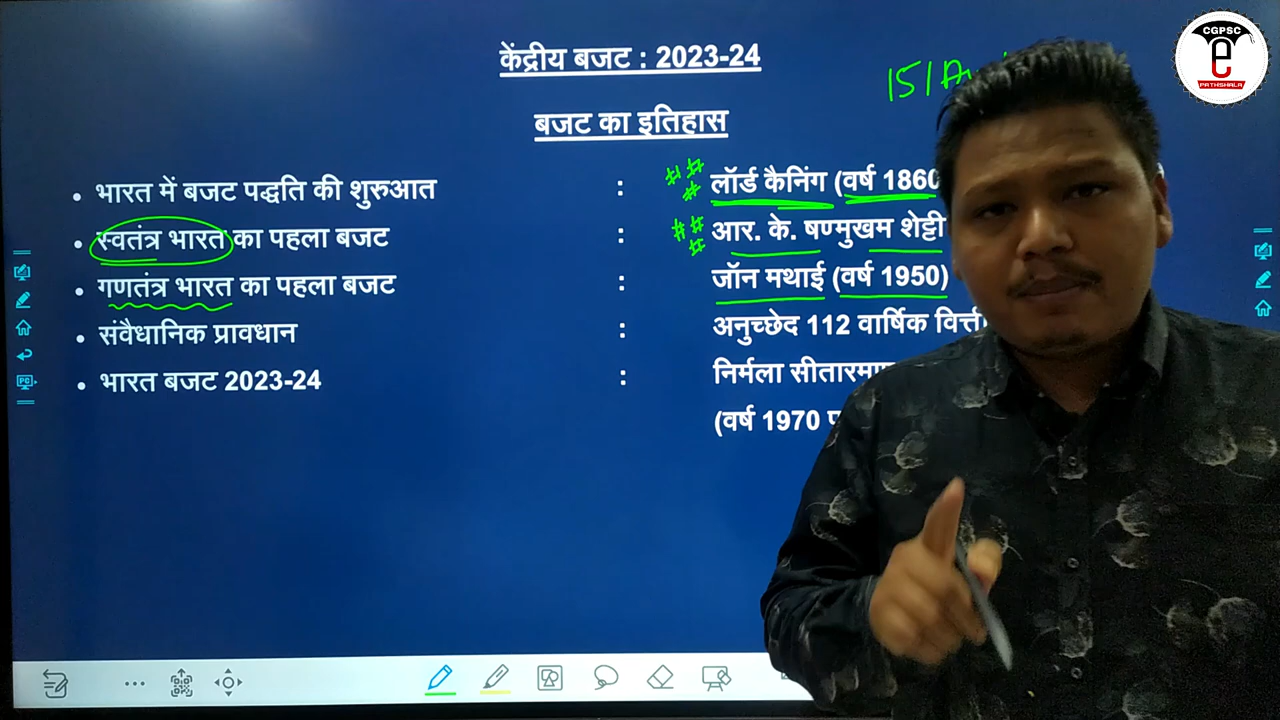 CGPSC
e
PATHSHALA
केंद्रीय बजट : 2023-24
151
बजट का इतिहास
• भारत में बजट पद्धति की शुरुआत : लॉर्ड कैनिंग (वर्ष 1860
• स्वतंत्र भारत का पहला बजट : आर. के. षण्मुखम शेट्टी
• गणतंत्र भारत का पहला बजट : जॉन मथाई (वर्ष 1950)
• संवैधानिक प्रावधान : अनुच्छेद 112 वार्षिक
• भारत बजट 2023-24 : निर्मला
(वर्ष 1970
PC